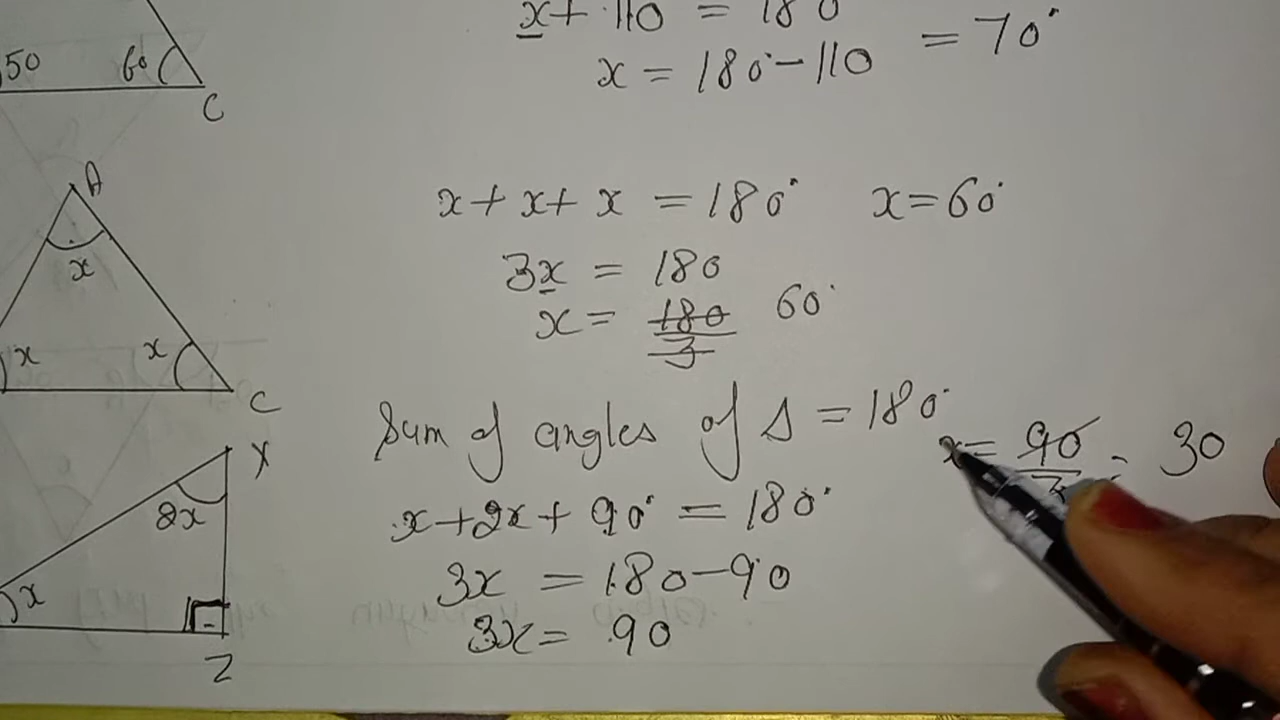 x + 110 = 180
x = 180 - 110 = 70°
50 60
C
A
x + x + x = 180° x = 60°
x
3x = 180
x = 180/3 60°
x x
C
Sum of angles of Δ = 180°
x = 90/3 = 30
X
2x
x + 2x + 90° = 180°
x
3x = 180 - 90
3x = 90
Z